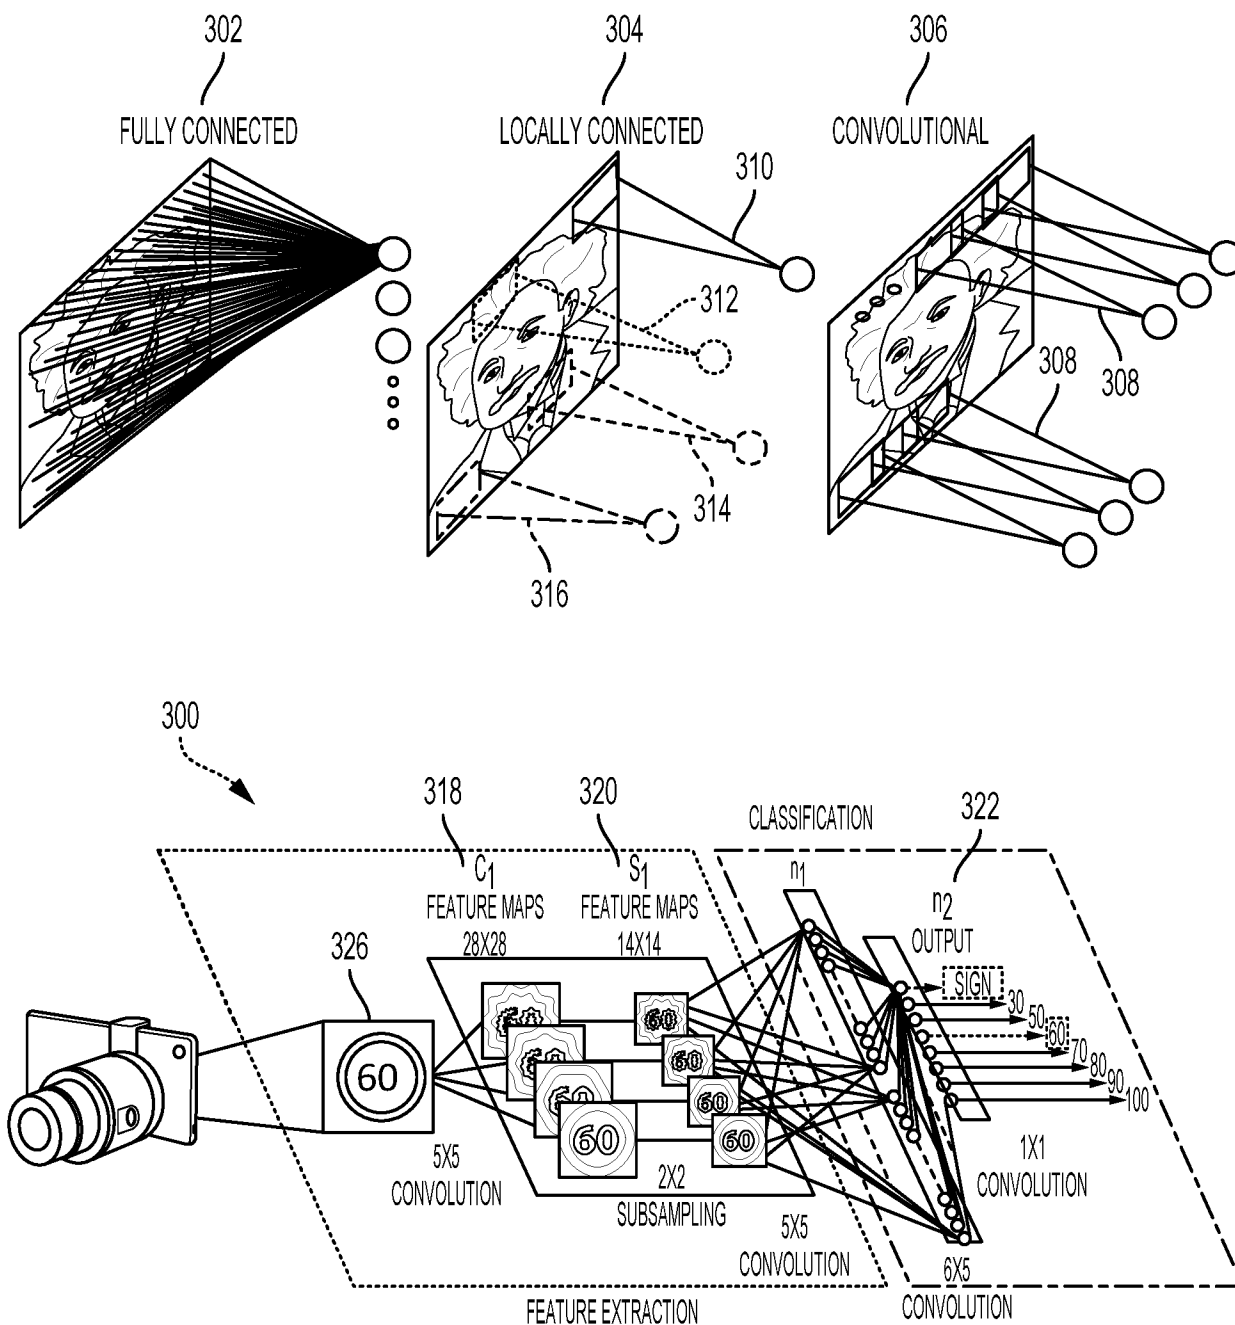 302
304
306
FULLY CONNECTED
LOCALLY CONNECTED
CONVOLUTIONAL
310
312
308
308
314
316
300
318
320
322
CLASSIFICATION
C1
FEATURE MAPS
28X28
S1
FEATURE MAPS
14X14
n1
n2
OUTPUT
326
60
60
60
60
60
60
60
60
60
SIGN
30
50
60
70
80
90
100
5X5
CONVOLUTION
2X2
SUBSAMPLING
5X5
CONVOLUTION
1X1
CONVOLUTION
6X5
CONVOLUTION
FEATURE EXTRACTION